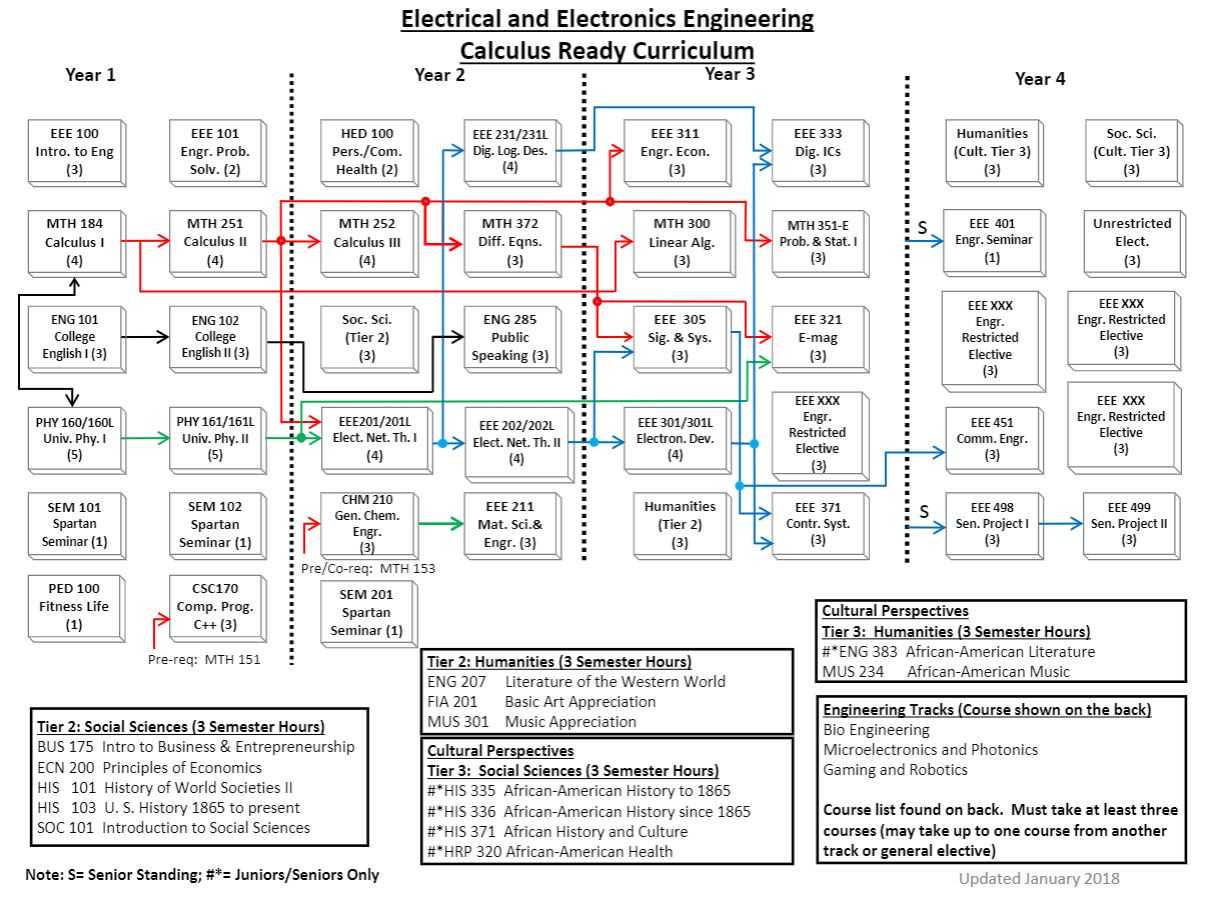 Electrical and Electronics Engineering
Calculus Ready Curriculum
Year 1
Year 2
Year 3
Year 4
EEE 100
Intro. to Eng
(3)
EEE 101
Engr. Prob.
Solv. (2)
HED 100
Pers./Com.
Health (2)
EEE 231/231L
Dig. Log. Des.
(4)
EEE 311
Engr. Econ.
(3)
EEE 333
Dig. ICs
(3)
Humanities
(Cult. Tier 3)
(3)
Soc. Sci.
(Cult. Tier 3)
(3)
MTH 184
Calculus I
(4)
MTH 251
Calculus II
(4)
MTH 252
Calculus III
(4)
MTH 372
Diff. Eqns.
(3)
MTH 300
Linear Alg.
(3)
MTH 351-E
Prob. & Stat. I
(3)
S
EEE 401
Engr. Seminar
(1)
Unrestricted
Elect.
(3)
ENG 101
College
English I (3)
ENG 102
College
English II (3)
Soc. Sci.
(Tier 2)
(3)
ENG 285
Public
Speaking (3)
EEE 305
Sig. & Sys.
(3)
EEE 321
E-mag
(3)
EEE XXX
Engr.
Restricted
Elective
(3)
EEE XXX
Engr. Restricted
Elective
(3)
PHY 160/160L
Univ. Phy. I
(5)
PHY 161/161L
Univ. Phy. II
(5)
EEE201/201L
Elect. Net. Th. I
(4)
EEE 202/202L
Elect. Net. Th. II
(4)
EEE 301/301L
Electron. Dev.
(4)
EEE XXX
Engr.
Restricted
Elective
(3)
EEE 451
Comm. Engr.
(3)
EEE XXX
Engr. Restricted
Elective
(3)
SEM 101
Spartan
Seminar (1)
SEM 102
Spartan
Seminar (1)
CHM 210
Gen. Chem.
Engr.
(3)
Pre/Co-req: MTH 153
EEE 211
Mat. Sci.&
Engr. (3)
Humanities
(Tier 2)
(3)
EEE 371
Contr. Syst.
(3)
S
EEE 498
Sen. Project I
(3)
EEE 499
Sen. Project II
(3)
PED 100
Fitness Life
(1)
CSC170
Comp. Prog.
C++ (3)
Pre-req: MTH 151
SEM 201
Spartan
Seminar (1)
Tier 2: Social Sciences (3 Semester Hours)
BUS 175 Intro to Business & Entrepreneurship
ECN 200 Principles of Economics
HIS 101 History of World Societies II
HIS 103 U. S. History 1865 to present
SOC 101 Introduction to Social Sciences
Tier 2: Humanities (3 Semester Hours)
ENG 207 Literature of the Western World
FIA 201 Basic Art Appreciation
MUS 301 Music Appreciation
Cultural Perspectives
Tier 3: Social Sciences (3 Semester Hours)
#*HIS 335 African-American History to 1865
#*HIS 336 African-American History since 1865
#*HIS 371 African History and Culture
#*HRP 320 African-American Health
Cultural Perspectives
Tier 3: Humanities (3 Semester Hours)
#*ENG 383 African-American Literature
MUS 234 African-American Music
Engineering Tracks (Course shown on the back)
Bio Engineering
Microelectronics and Photonics
Gaming and Robotics
Course list found on back. Must take at least three
courses (may take up to one course from another
track or general elective)
Note: S= Senior Standing; #*= Juniors/Seniors Only
Updated January 2018